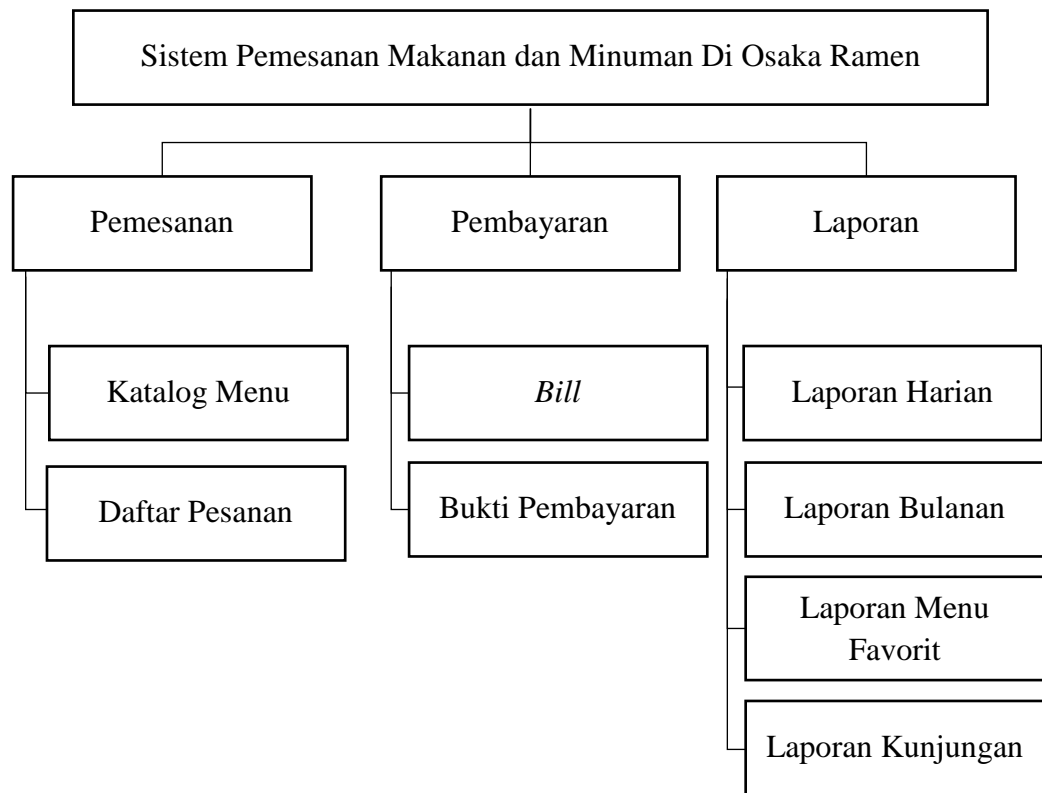 Sistem Pemesanan Makanan dan Minuman Di Osaka Ramen
Pemesanan
Pembayaran
Laporan
Katalog Menu
Bill
Laporan Harian
Daftar Pesanan
Bukti Pembayaran
Laporan Bulanan
Laporan Menu
Favorit
Laporan Kunjungan